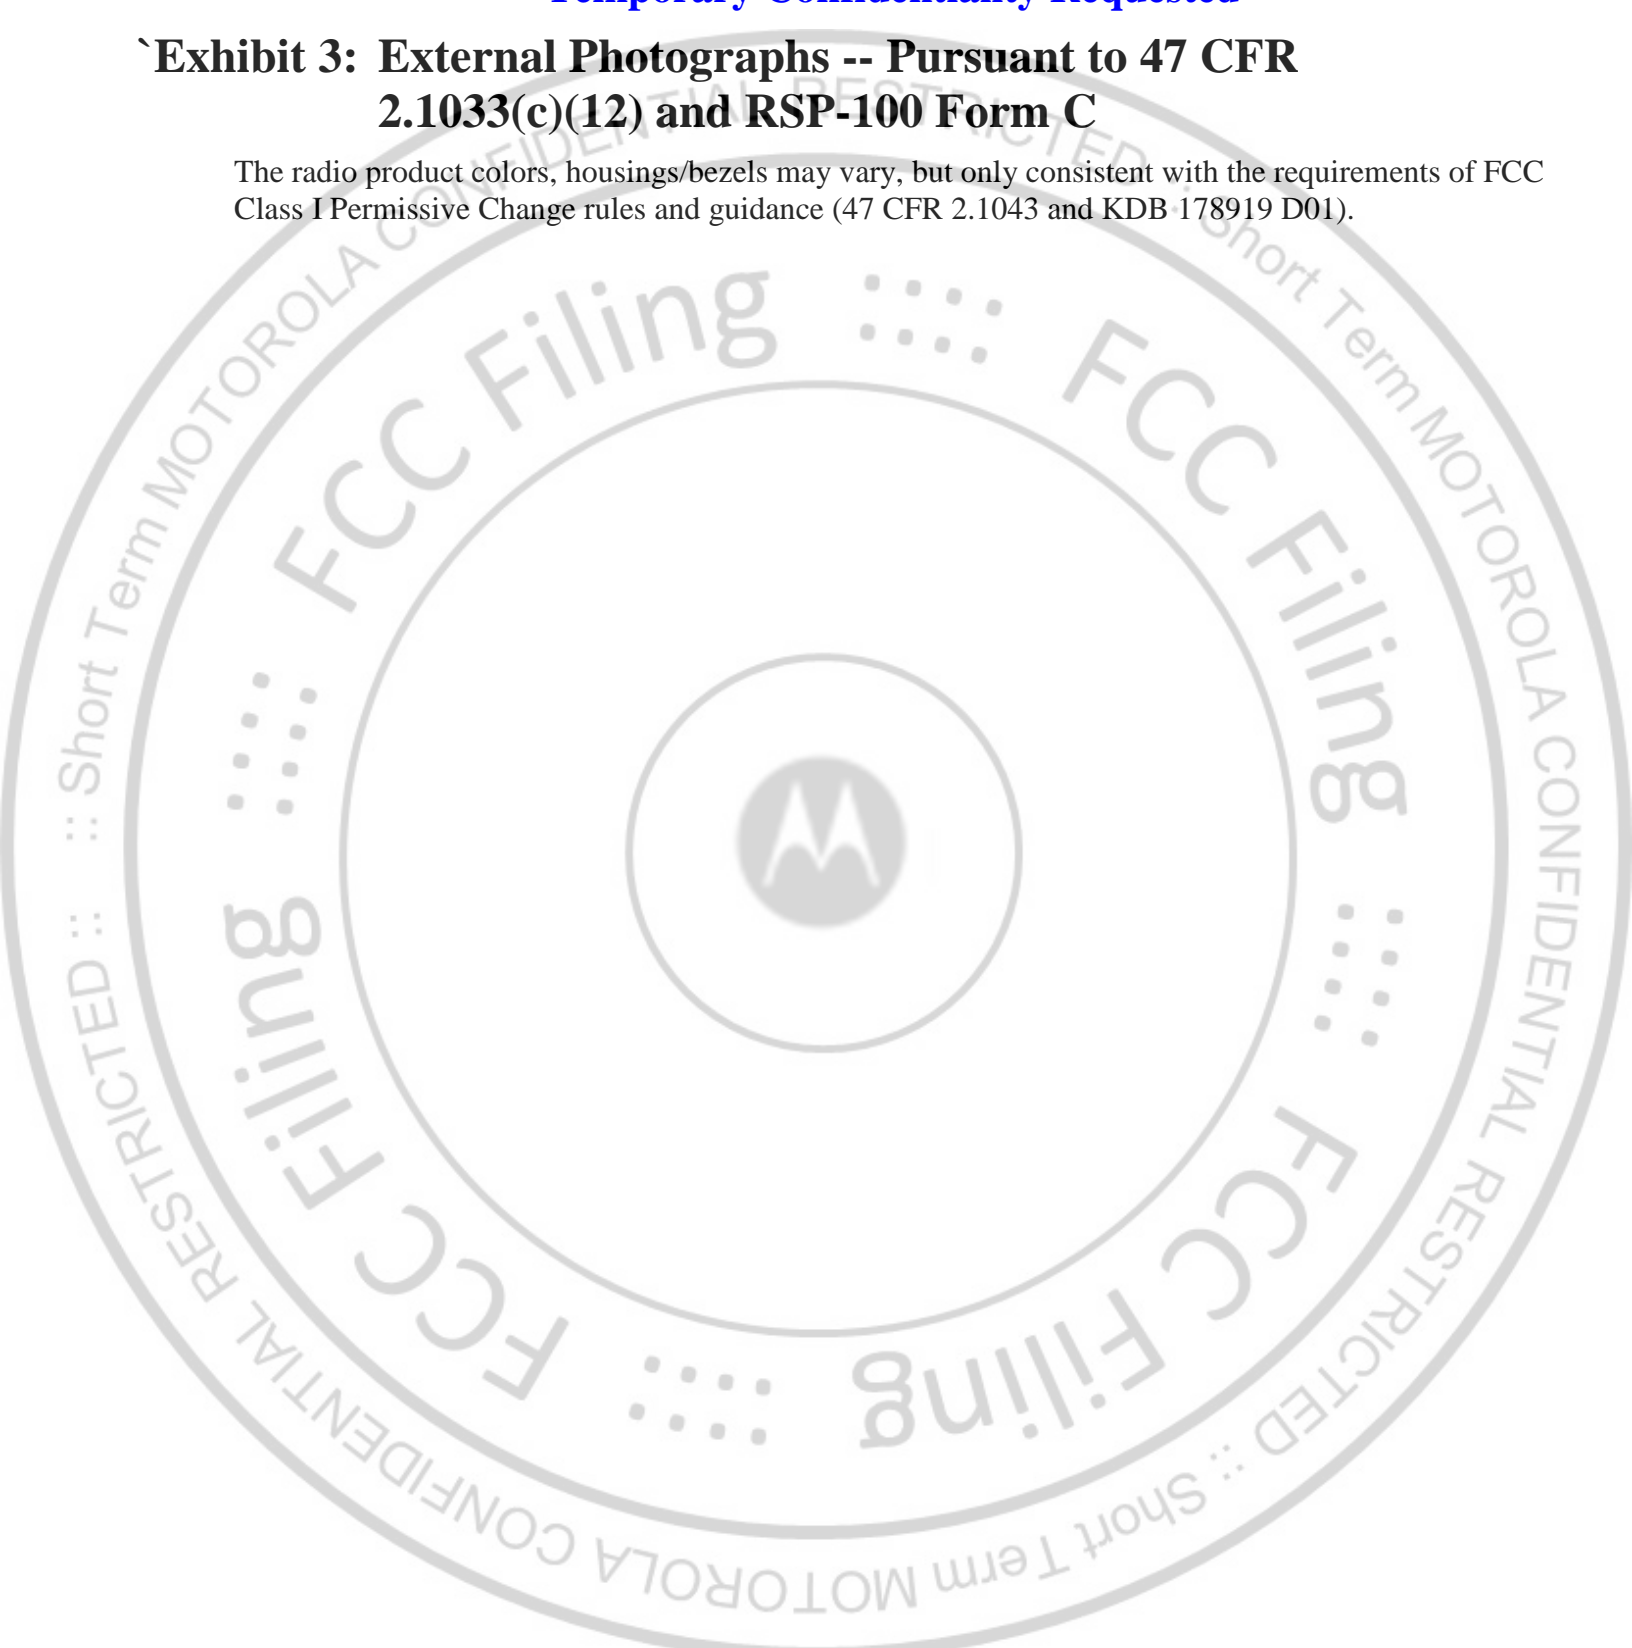 Temporary Confidentiality Requested
`Exhibit 3: External Photographs -- Pursuant to 47 CFR
2.1033(c)(12) and RSP-100 Form C
The radio product colors, housings/bezels may vary, but only consistent with the requirements of FCC
Class I Permissive Change rules and guidance (47 CFR 2.1043 and KDB 178919 D01).
:: Short Term MOTOROLA CONFIDENTIAL RESTRICTED :: Short Term MOTOROLA CONFIDENTIAL RESTRICTED :: Short Term MOTOROLA CONFIDENTIAL RESTRICTED ::
FCC Filing :::: FCC Filing :::: FCC Filing :::: FCC Filing ::::